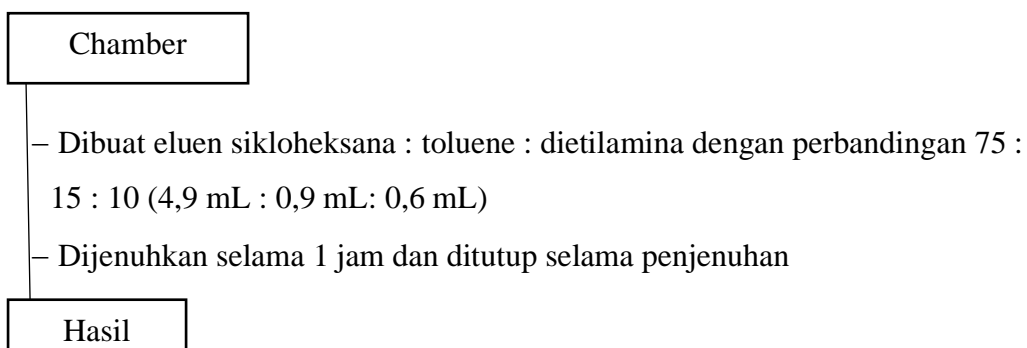 Chamber
– Dibuat eluen sikloheksana : toluene : dietilamina dengan perbandingan 75 :
15 : 10 (4,9 mL : 0,9 mL: 0,6 mL)
– Dijenuhkan selama 1 jam dan ditutup selama penjenuhan
Hasil